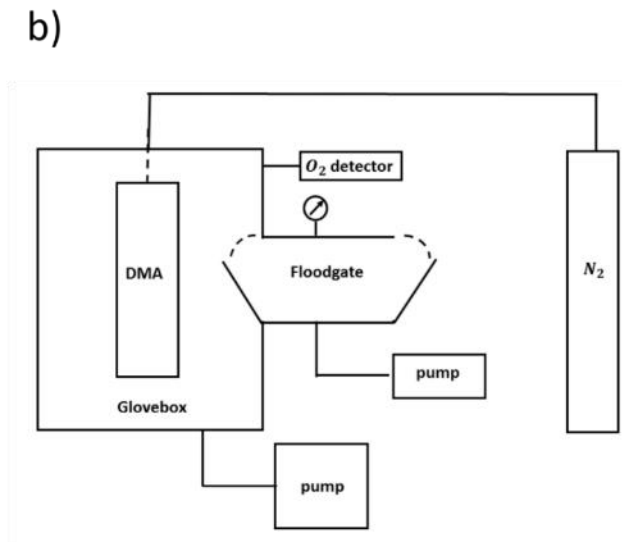 b)
O₂ detector
DMA
Floodgate
N₂
pump
Glovebox
pump